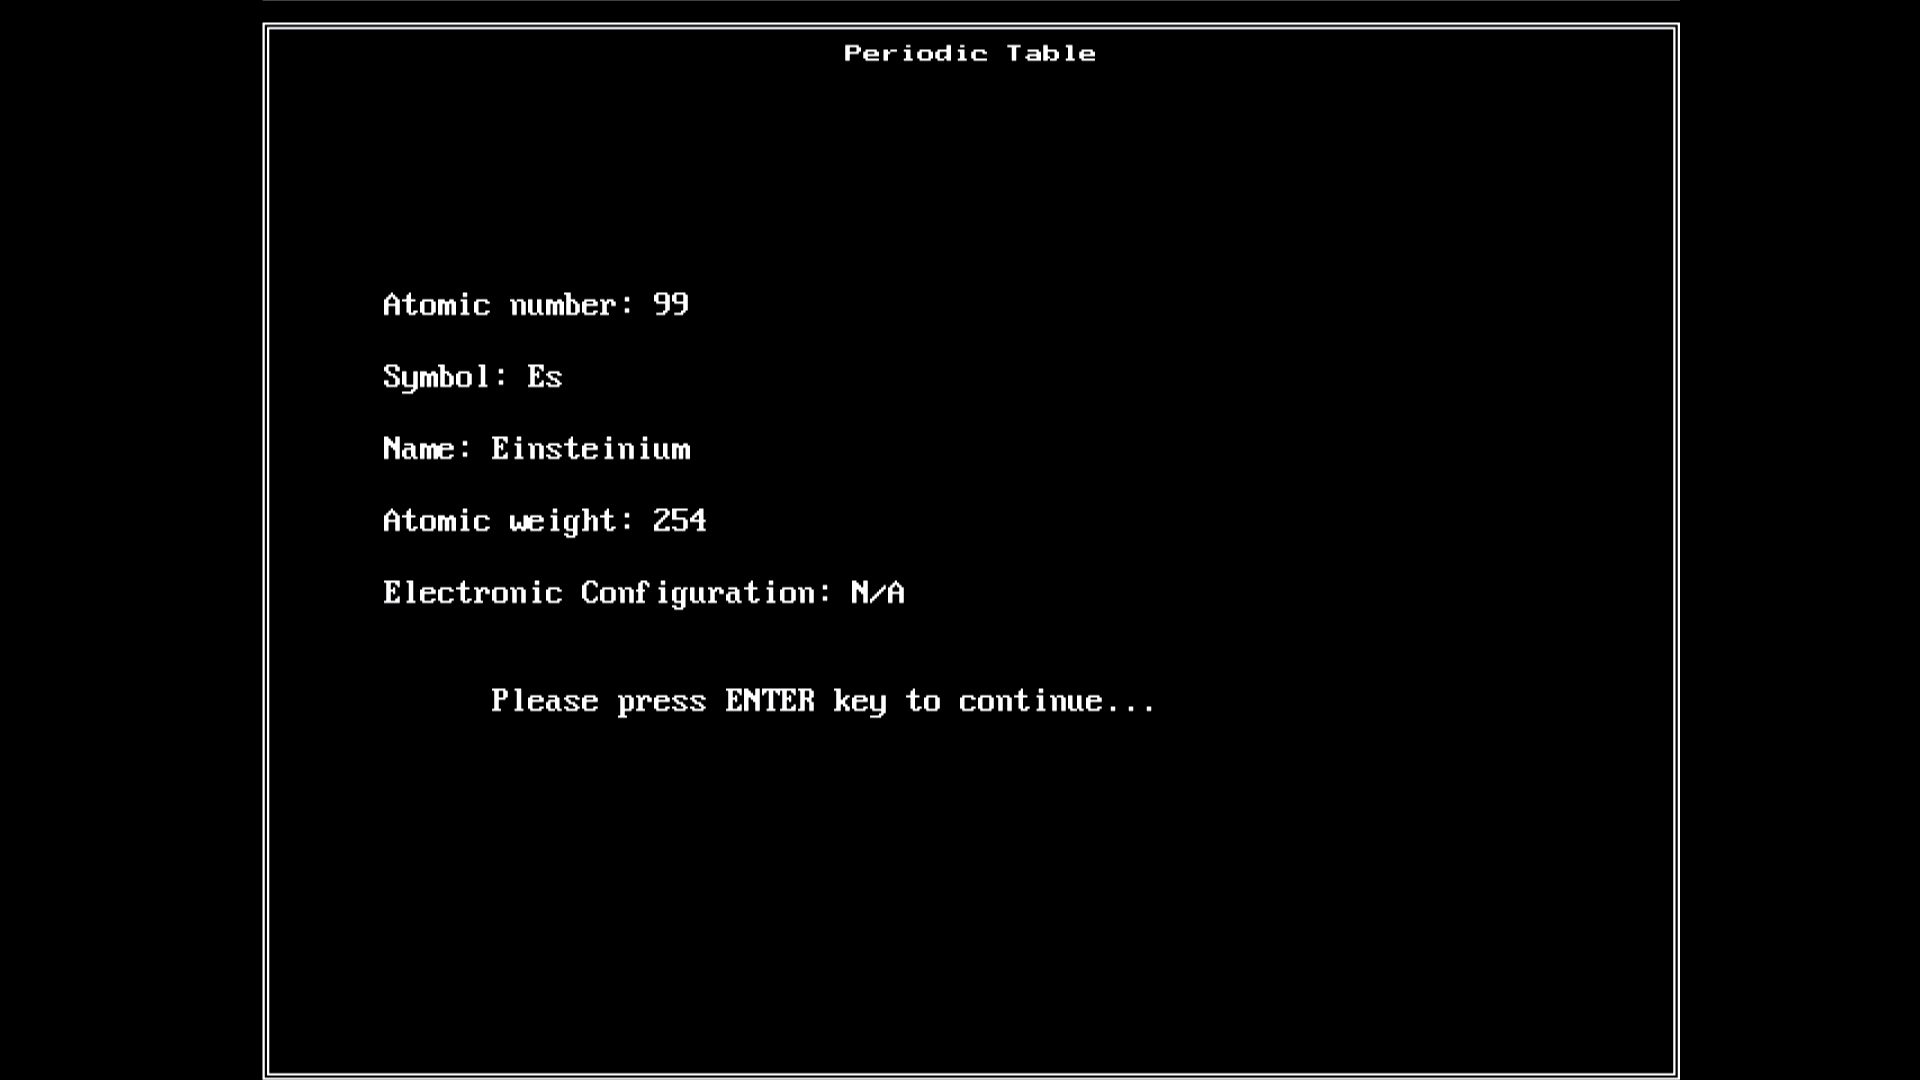 Periodic Table
Atomic number: 99
Symbol: Es
Name: Einsteinium
Atomic weight: 254
Electronic Configuration: N/A
Please press ENTER key to continue...